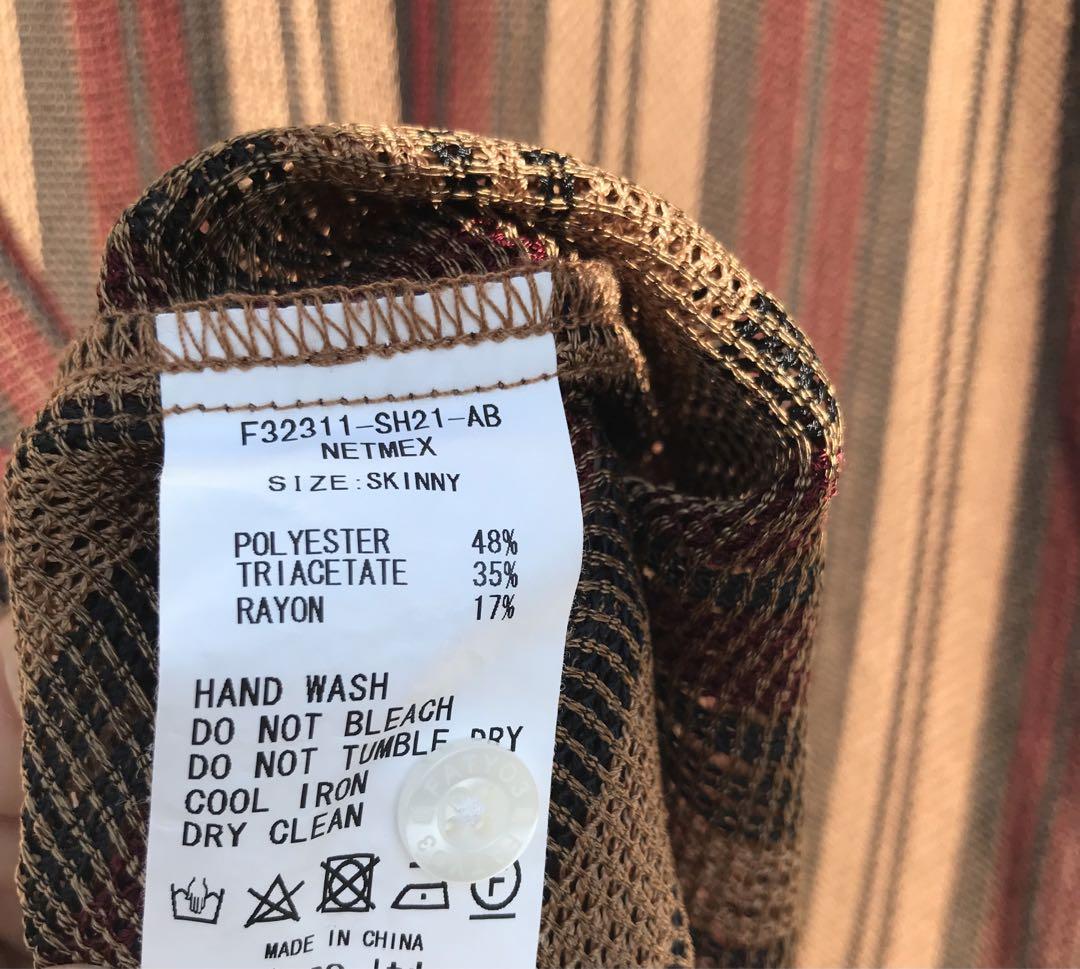 F32311-SH21-AB
NETMEX
SIZE:SKINNY
POLYESTER 48%
TRIACETATE 35%
RAYON 17%
HAND WASH
DO NOT BLEACH
DO NOT TUMBLE DRY
COOL IRON
DRY CLEAN
FATYO3
F
MADE IN CHINA